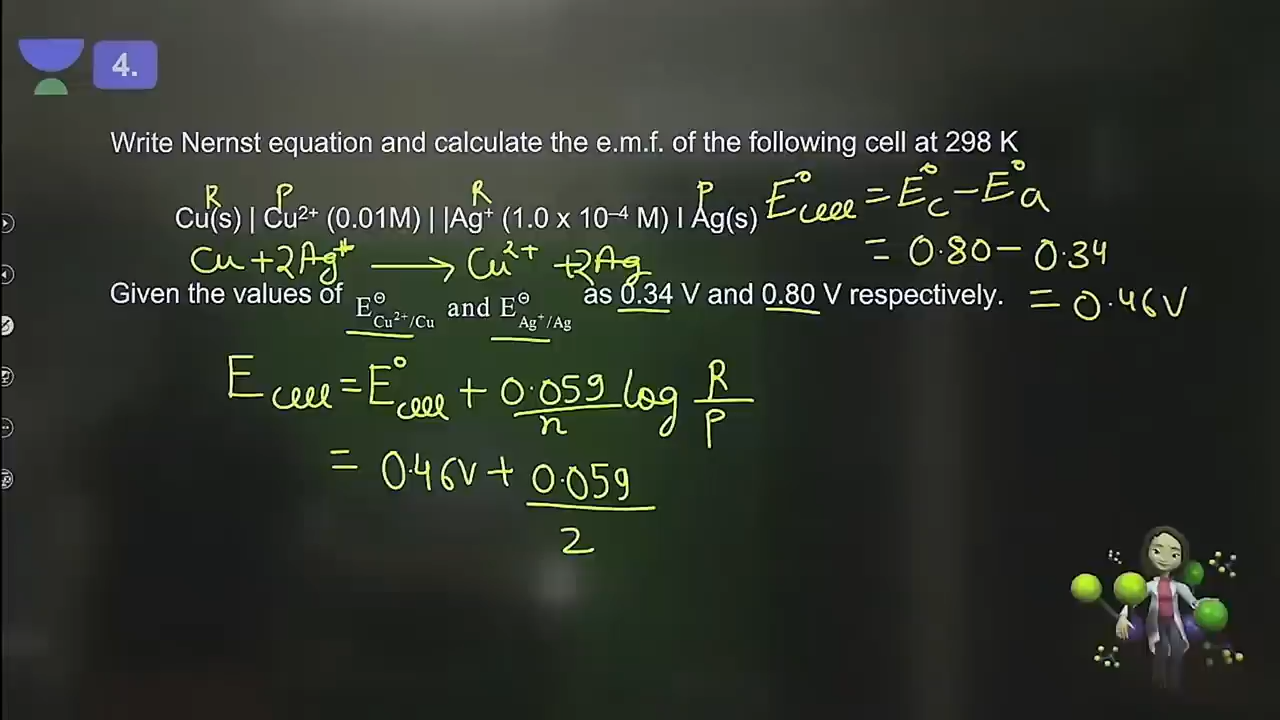 4.
Write Nernst equation and calculate the e.m.f. of the following cell at 298 K
R P R P
Cu(s) | Cu²⁺ (0.01M) | |Ag⁺ (1.0 x 10⁻⁴ M) I Ag(s)
E°cell = E°c – E°a
Cu + 2Ag⁺ ⟶ Cu²⁺ + 2Ag
= 0.80 – 0.34
Given the values of E⊖Cu²⁺/Cu and E⊖Ag⁺/Ag as 0.34 V and 0.80 V respectively.
= 0.46V
Ecell = E°cell + 0.059/n log R/P
= 0.46V + 0.059/2